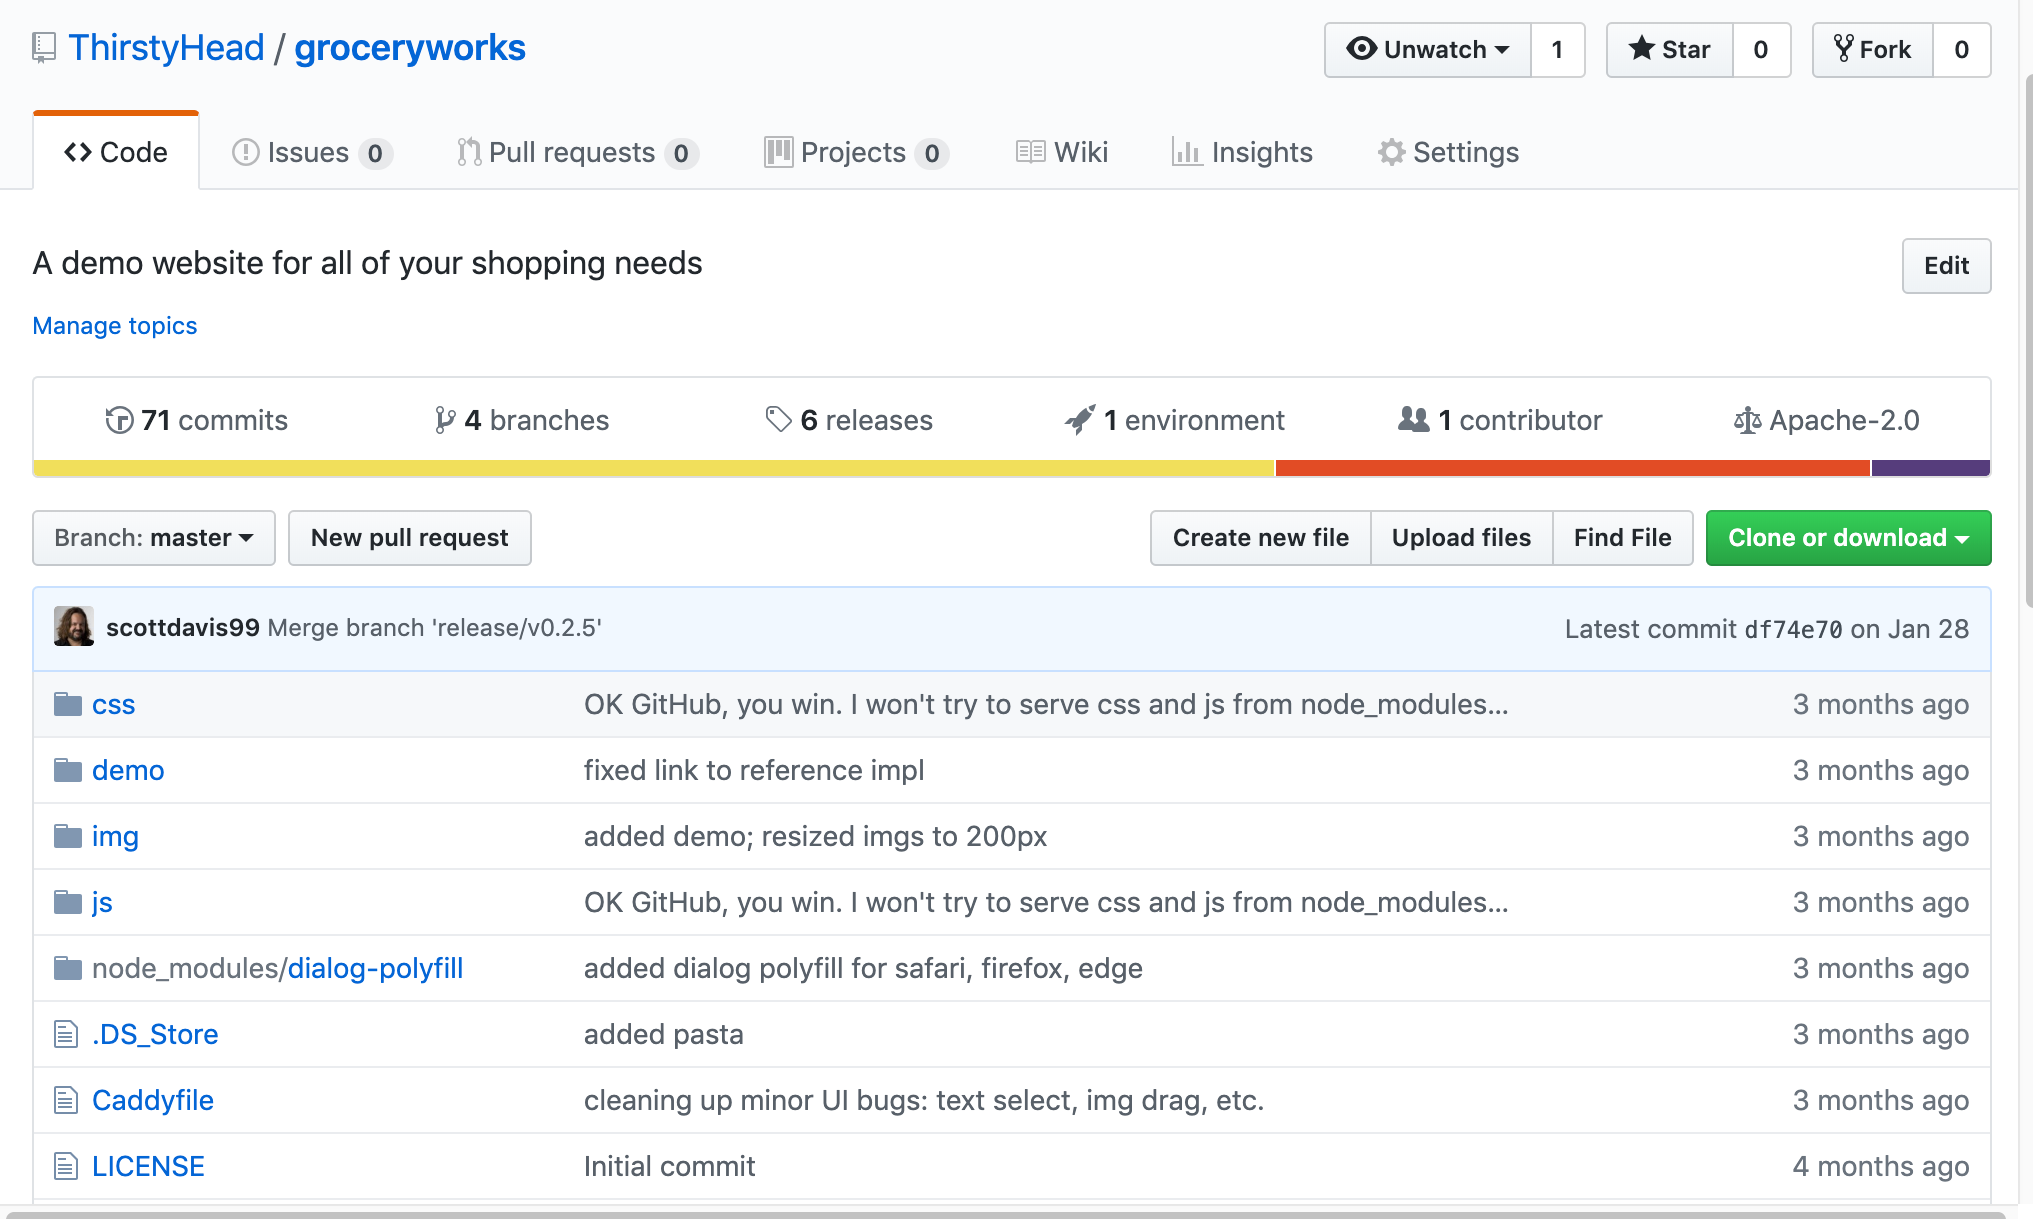 ThirstyHead / groceryworks
Unwatch 1 Star 0 Fork 0
Code Issues 0 Pull requests 0 Projects 0 Wiki Insights Settings
A demo website for all of your shopping needs
Edit
Manage topics
71 commits 4 branches 6 releases 1 environment 1 contributor Apache-2.0
Branch: master New pull request Create new file Upload files Find File Clone or download
scottdavis99 Merge branch 'release/v0.2.5' Latest commit df74e70 on Jan 28
css OK GitHub, you win. I won't try to serve css and js from node_modules... 3 months ago
demo fixed link to reference impl 3 months ago
img added demo; resized imgs to 200px 3 months ago
js OK GitHub, you win. I won't try to serve css and js from node_modules... 3 months ago
node_modules/dialog-polyfill added dialog polyfill for safari, firefox, edge 3 months ago
.DS_Store added pasta 3 months ago
Caddyfile cleaning up minor UI bugs: text select, img drag, etc. 3 months ago
LICENSE Initial commit 4 months ago